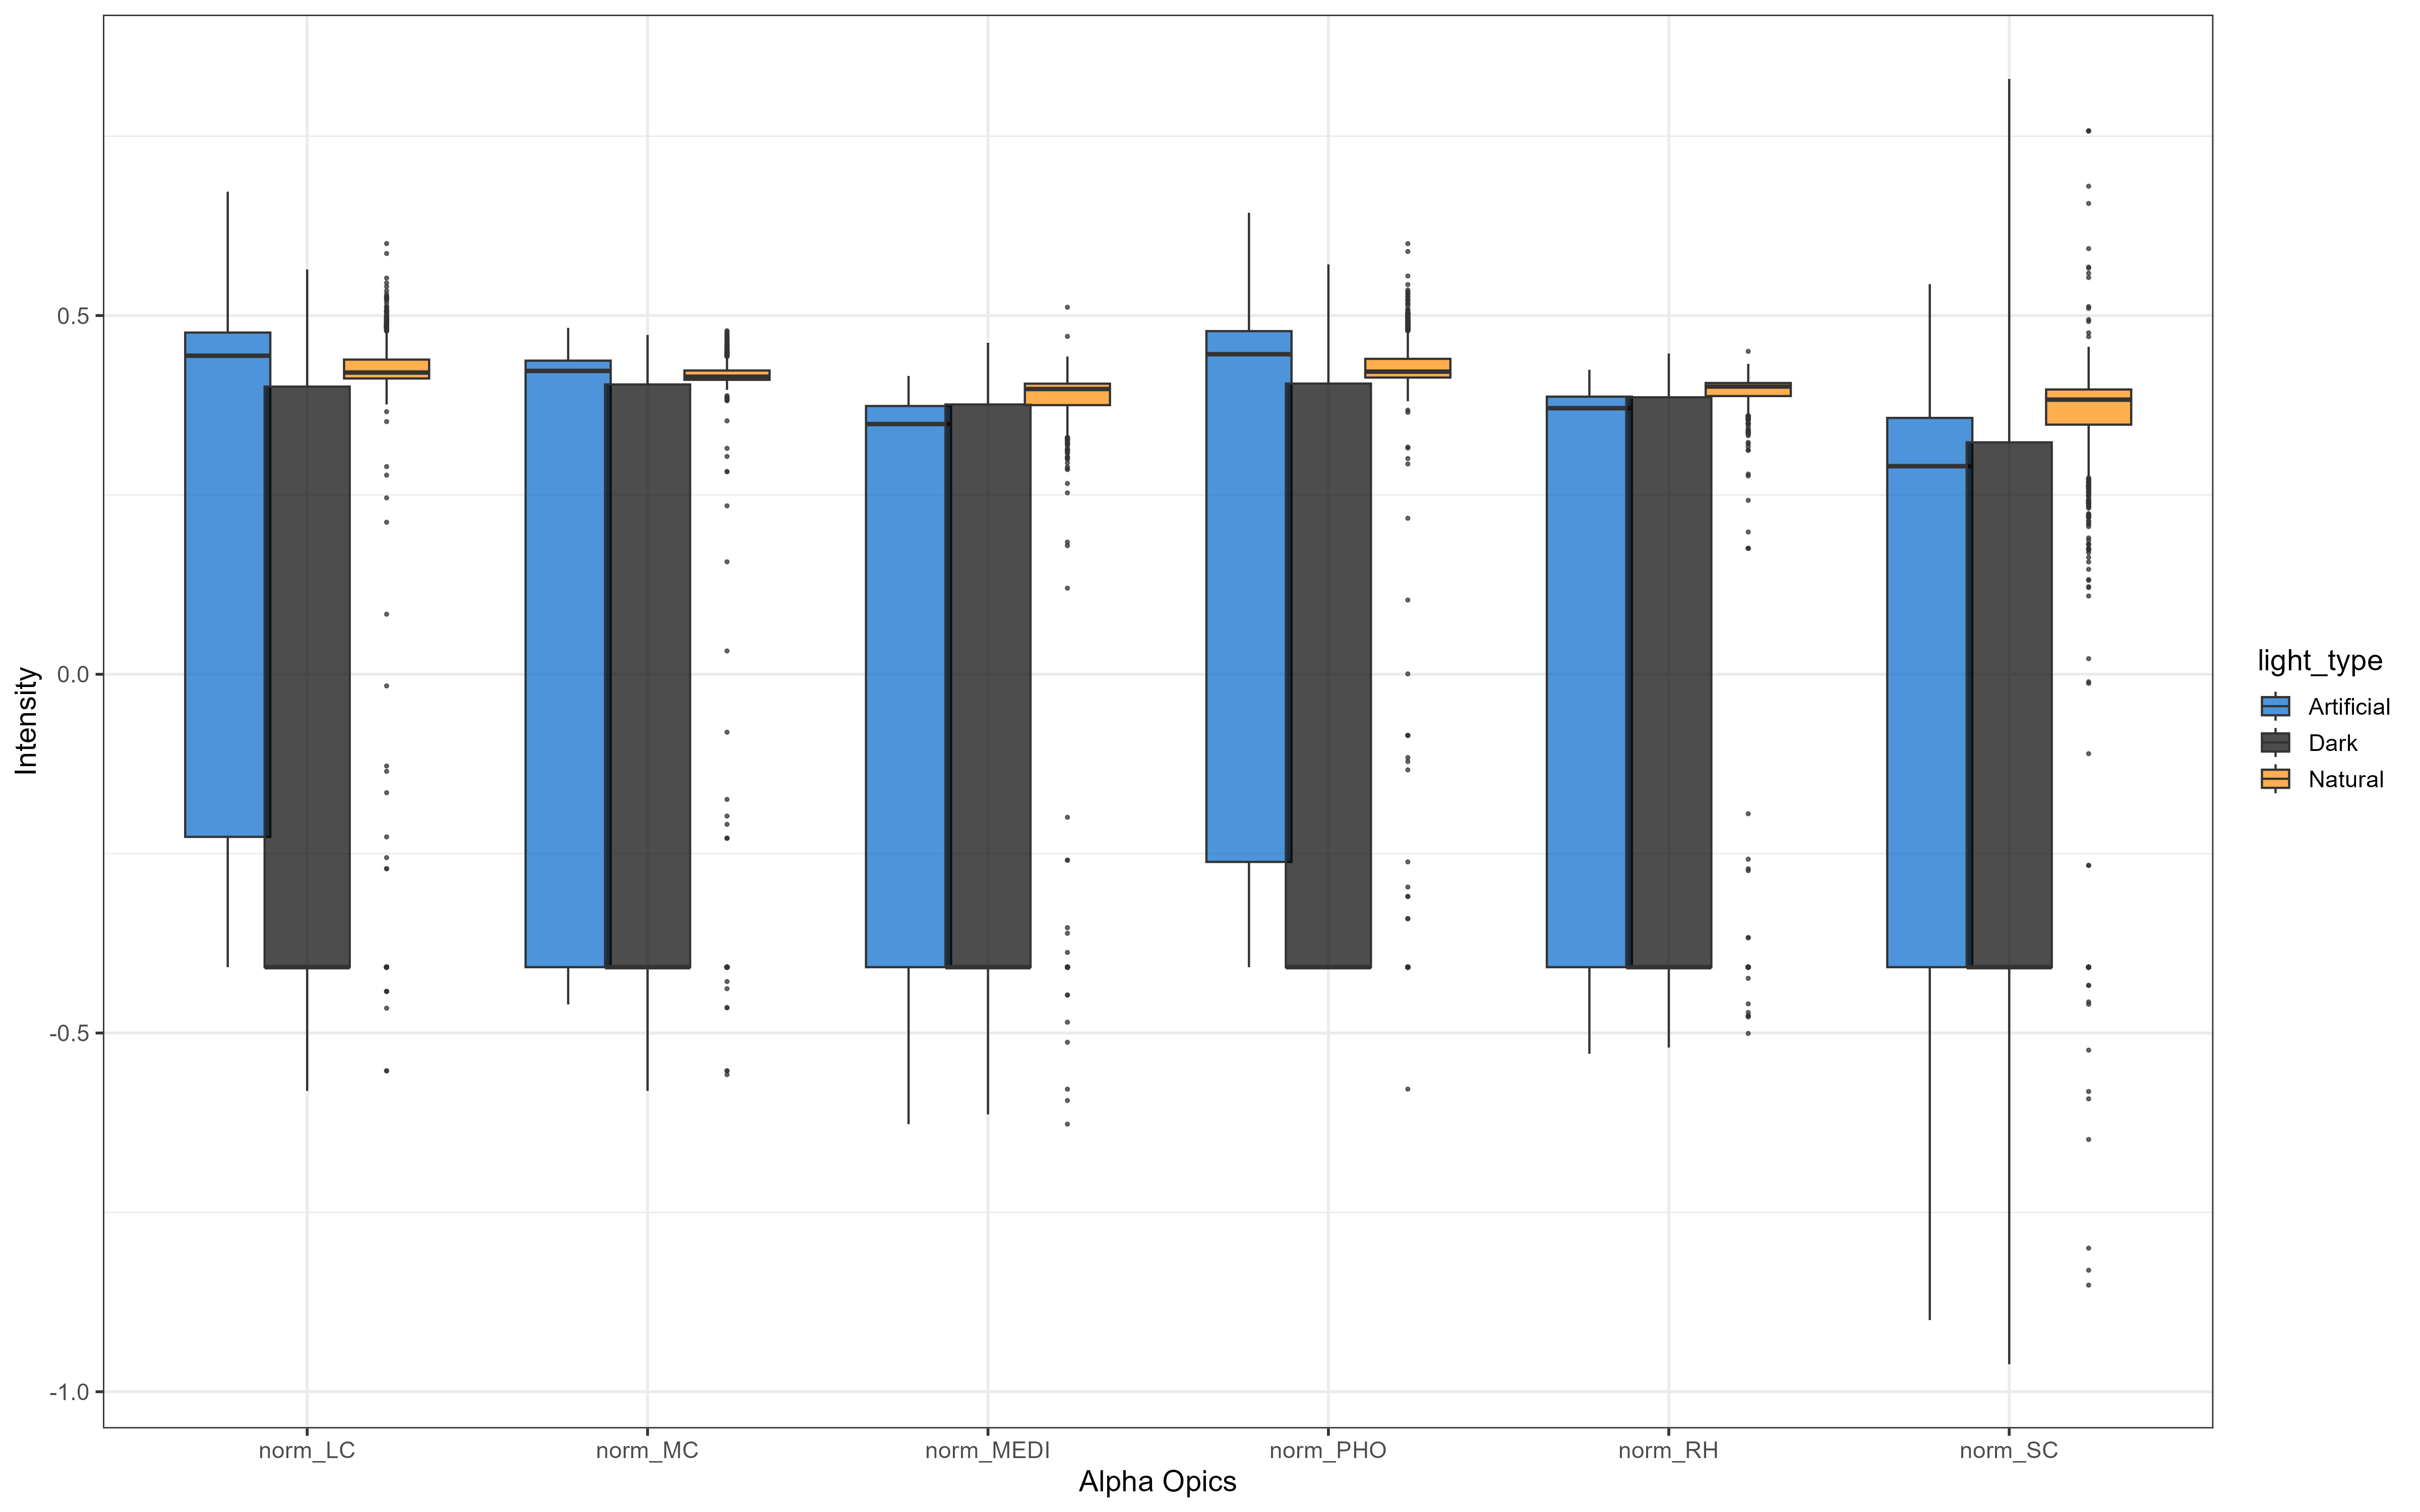 Intensity
0.5
0.0
-0.5
-1.0
norm_LC
norm_MC
norm_MEDI
norm_PHO
norm_RH
norm_SC
Alpha Opics
light_type
Artificial
Dark
Natural